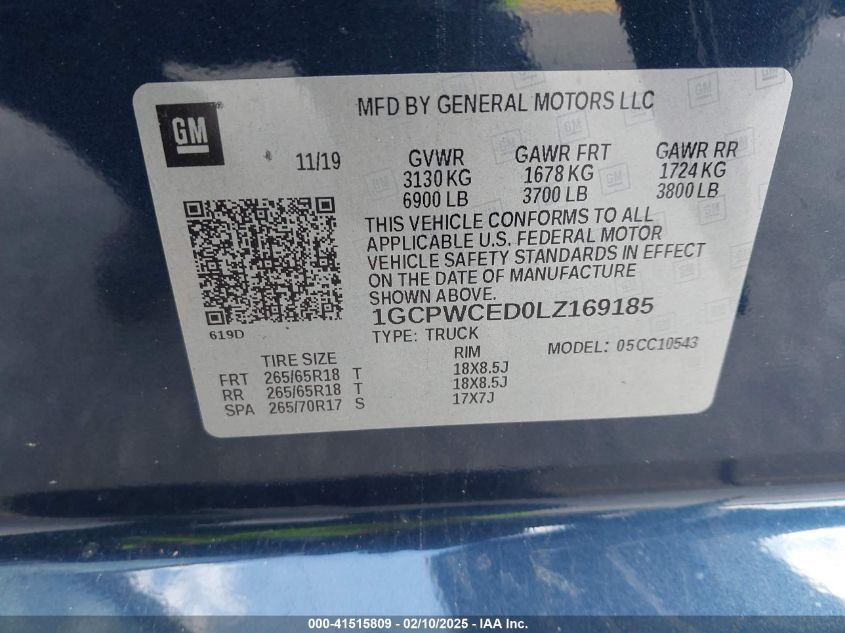 GM
MFD BY GENERAL MOTORS LLC
11/19
GVWR
3130 KG
6900 LB
GAWR FRT
1678 KG
3700 LB
GAWR RR
1724 KG
3800 LB
THIS VEHICLE CONFORMS TO ALL
APPLICABLE U.S. FEDERAL MOTOR
VEHICLE SAFETY STANDARDS IN EFFECT
ON THE DATE OF MANUFACTURE
SHOWN ABOVE.
1GCPWCED0LZ169185
619D
TYPE: TRUCK
MODEL: 05CC10543
TIRE SIZE RIM
FRT 265/65R18 T 18X8.5J
RR 265/65R18 T 18X8.5J
SPA 265/70R17 S 17X7J
000-41515809 - 02/10/2025 - IAA Inc.